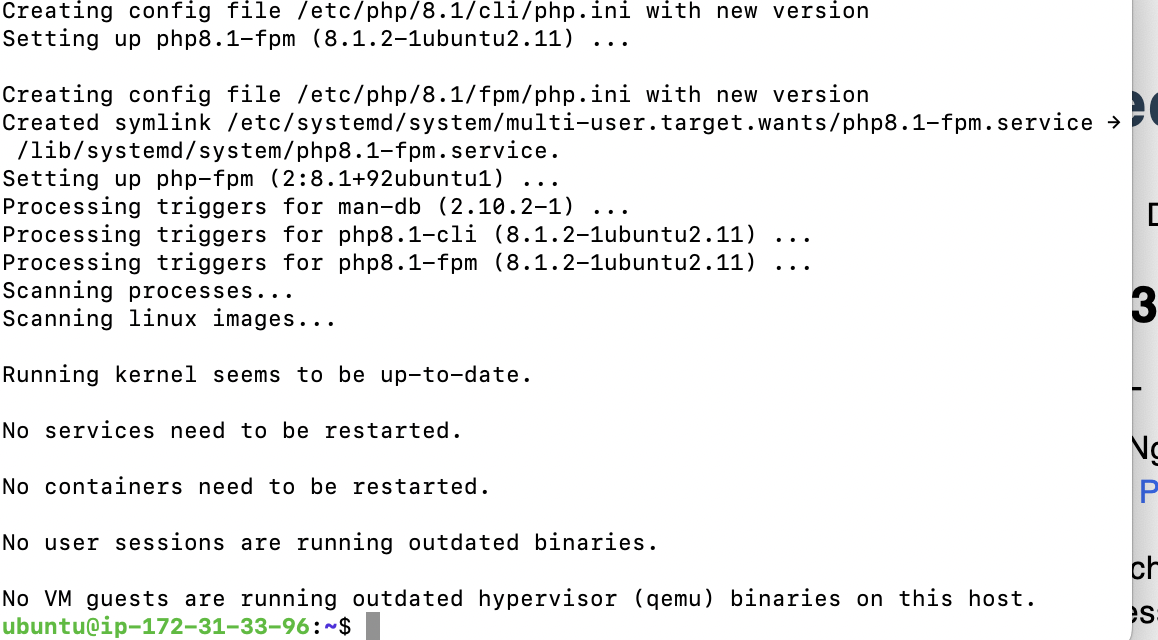 Creating config file /etc/php/8.1/cli/php.ini with new version
Setting up php8.1-fpm (8.1.2-1ubuntu2.11) ...
Creating config file /etc/php/8.1/fpm/php.ini with new version
Created symlink /etc/systemd/system/multi-user.target.wants/php8.1-fpm.service →
 /lib/systemd/system/php8.1-fpm.service.
Setting up php-fpm (2:8.1+92ubuntu1) ...
Processing triggers for man-db (2.10.2-1) ...
Processing triggers for php8.1-cli (8.1.2-1ubuntu2.11) ...
Processing triggers for php8.1-fpm (8.1.2-1ubuntu2.11) ...
Scanning processes...
Scanning linux images...
Running kernel seems to be up-to-date.
No services need to be restarted.
No containers need to be restarted.
No user sessions are running outdated binaries.
No VM guests are running outdated hypervisor (qemu) binaries on this host.
ubuntu@ip-172-31-33-96:~$